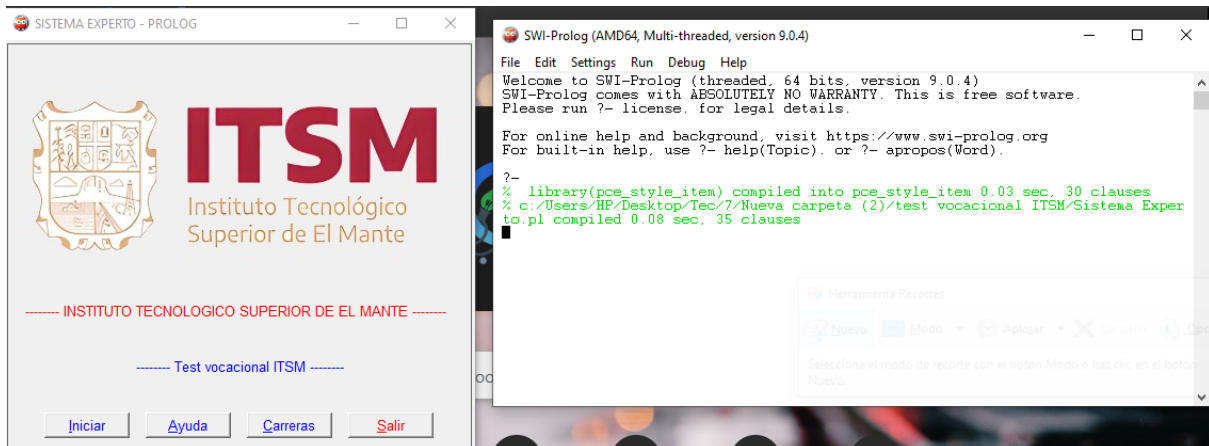 SISTEMA EXPERTO - PROLOG
ITSM
Instituto Tecnológico
Superior de El Mante
-------- INSTITUTO TECNOLOGICO SUPERIOR DE EL MANTE --------
-------- Test vocacional ITSM --------
Iniciar Ayuda Carreras Salir
SWI-Prolog (AMD64, Multi-threaded, version 9.0.4)
File Edit Settings Run Debug Help
Welcome to SWI-Prolog (threaded, 64 bits, version 9.0.4)
SWI-Prolog comes with ABSOLUTELY NO WARRANTY. This is free software.
Please run ?- license. for legal details.
For online help and background, visit https://www.swi-prolog.org
For built-in help, use ?- help(Topic). or ?- apropos(Word).
?-
% library(pce_style_item) compiled into pce_style_item 0.03 sec, 30 clauses
% c:/Users/HP/Desktop/Tec/7/Nueva carpeta (2)/test vocacional ITSM/Sistema Exper
to.pl compiled 0.08 sec, 35 clauses
Herramienta Recortes
Nuevo Modo Aplazar Cancelar
Selecciona el modo de recorte con el botón Modo o haz clic en el botón
Nuevo.